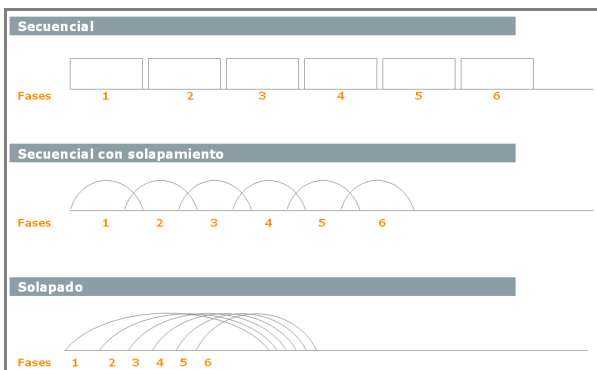 Secuencial
Fases 1 2 3 4 5 6
Secuencial con solapamiento
Fases 1 2 3 4 5 6
Solapado
Fases 1 2 3 4 5 6